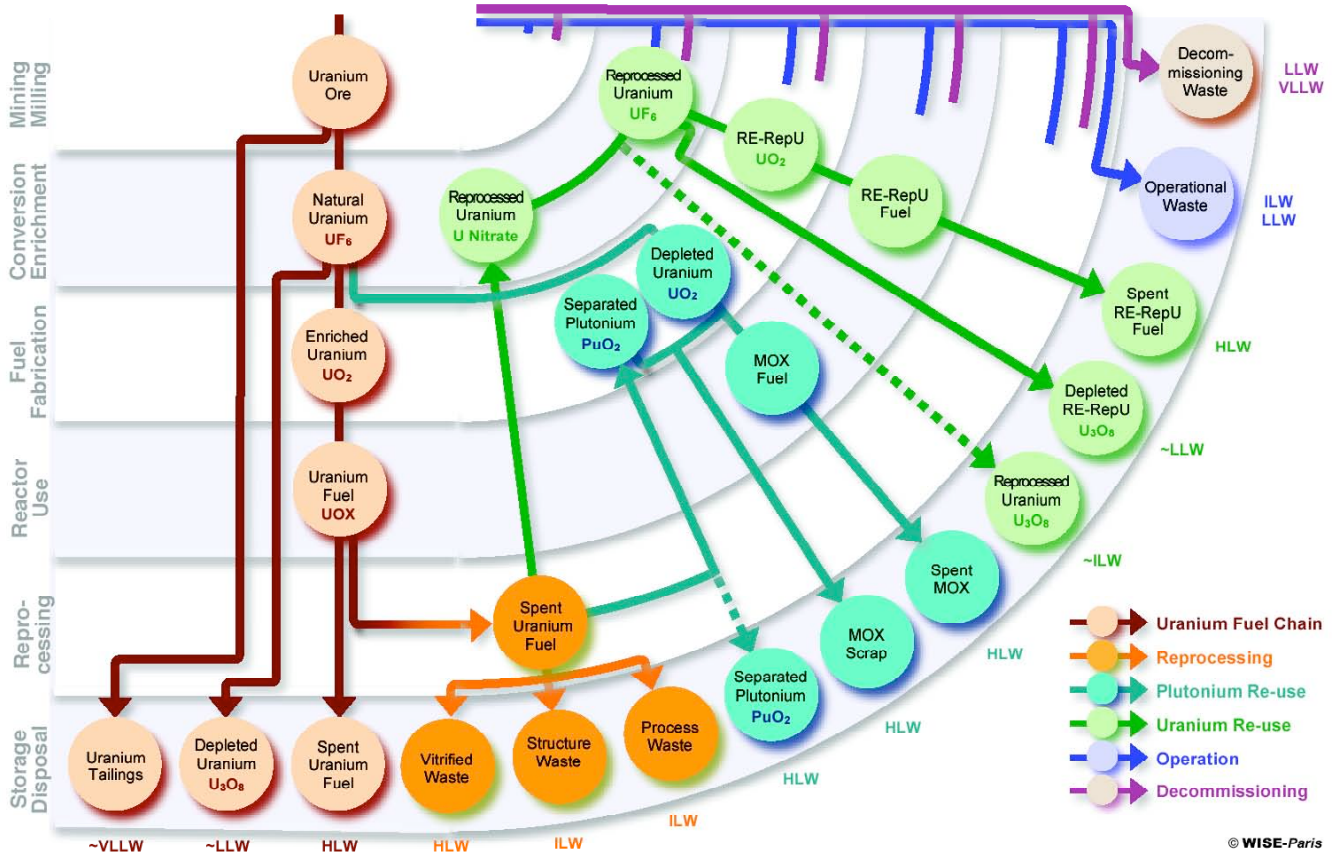 Mining
Milling
Conversion
Enrichment
Fuel
Fabrication
Reactor
Use
Repro-
cessing
Storage
Disposal
Uranium
Ore
Natural
Uranium
UF₆
Enriched
Uranium
UO₂
Uranium
Fuel
UOX
Uranium
Tailings
~VLLW
Depleted
Uranium
U₃O₈
~LLW
Spent
Uranium
Fuel
HLW
Spent
Uranium
Fuel
Vitrified
Waste
HLW
Structure
Waste
ILW
Process
Waste
ILW
Reprocessed
Uranium
U Nitrate
Reprocessed
Uranium
UF₆
RE-RepU
UO₂
RE-RepU
Fuel
Spent
RE-RepU
Fuel
HLW
Depleted
RE-RepU
U₃O₈
~LLW
Reprocessed
Uranium
U₃O₈
~ILW
Depleted
Uranium
UO₂
Separated
Plutonium
PuO₂
MOX
Fuel
Spent
MOX
HLW
MOX
Scrap
HLW
Separated
Plutonium
PuO₂
HLW
Decom-
missioning
Waste
LLW
VLLW
Operational
Waste
ILW
LLW
Uranium Fuel Chain
Reprocessing
Plutonium Re-use
Uranium Re-use
Operation
Decommissioning
© WISE-Paris